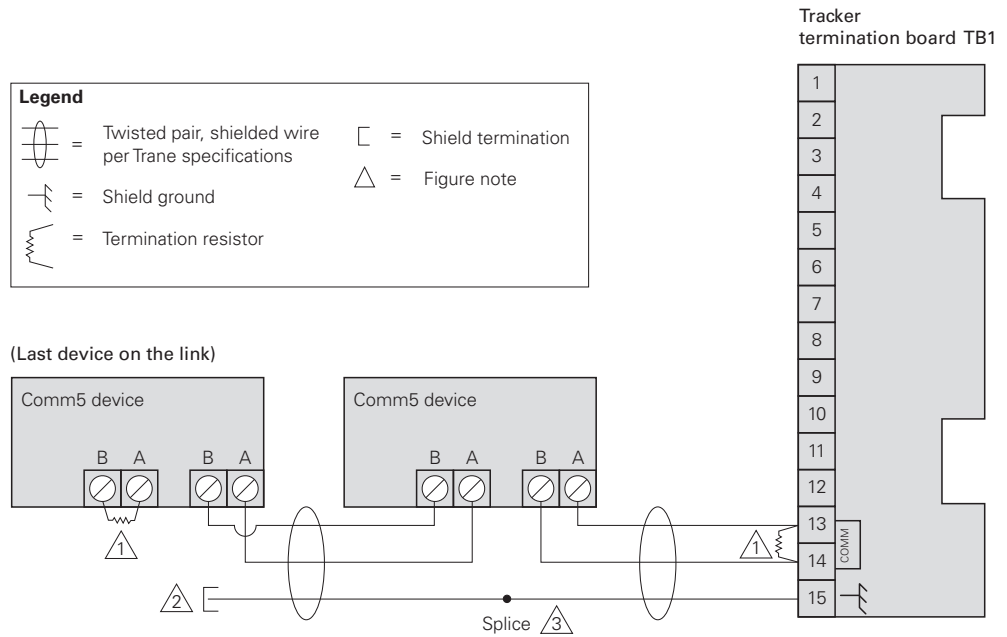 Tracker
termination board TB1
Legend
= Twisted pair, shielded wire
per Trane specifications
= Shield ground
= Termination resistor
= Shield termination
= Figure note
1
2
3
4
5
6
7
8
9
10
11
12
13
14
15
COMM
(Last device on the link)
Comm5 device
B A B A
Comm5 device
B A B A
1
1
2
Splice 3